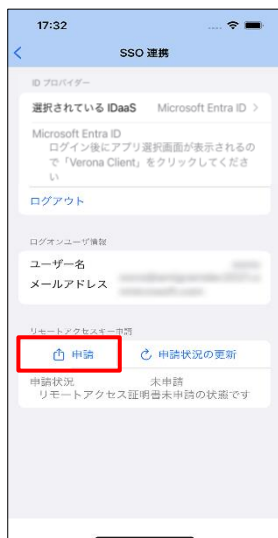 17:32
SSO 連携
ID プロバイダー
選択されている IDaaS Microsoft Entra ID
Microsoft Entra ID
ログイン後にアプリ選択画面が表示されるの
で「Verona Client」をクリックしてくださ
い
ログアウト
ログオンユーザ情報
ユーザー名
メールアドレス
リモートアクセスキー申請
申請 申請状況の更新
申請状況 未申請
リモートアクセス証明書未申請の状態です